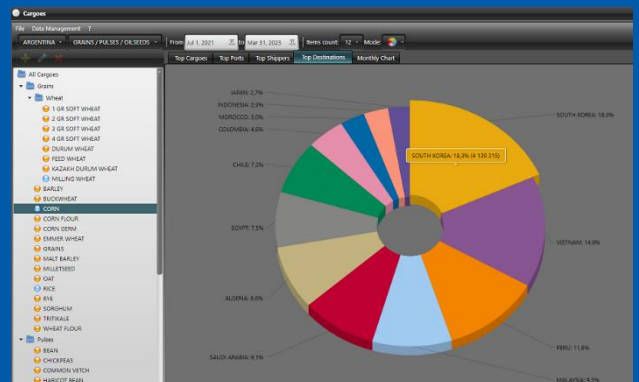 Cargoes
File Data Management ?
ARGENTINA GRAINS / PULSES / OILSEEDS From Jul 1, 2021 to Mar 31, 2023 Items count: 12 Mode:
Top Cargoes Top Ports Top Shippers Top Destinations Monthly Chart
All Cargoes
Grains
Wheat
1 GR SOFT WHEAT
2 GR SOFT WHEAT
3 GR SOFT WHEAT
4 GR SOFT WHEAT
DURUM WHEAT
FEED WHEAT
KAZAKH DURUM WHEAT
MILLING WHEAT
BARLEY
BUCKWHEAT
CORN
CORN FLOUR
CORN GERM
EMMER WHEAT
GRAINS
MALT BARLEY
MILLETSEED
OAT
RICE
RYE
SORGHUM
TRITIKALE
WHEAT FLOUR
Pulses
BEAN
CHICKPEAS
COMMON VETCH
HARICOT BEAN
JAPAN: 2,7%
INDONESIA: 2,9%
MOROCCO: 3,0%
COLOMBIA: 4,6%
CHILE: 7,2%
EGYPT: 7,5%
ALGERIA: 8,6%
SAUDI ARABIA: 9,1%
SOUTH KOREA: 18,3%
SOUTH KOREA: 18,3% (4 139 215)
VIETNAM: 14,9%
PERU: 11,8%
MALAYSIA: 9,5%